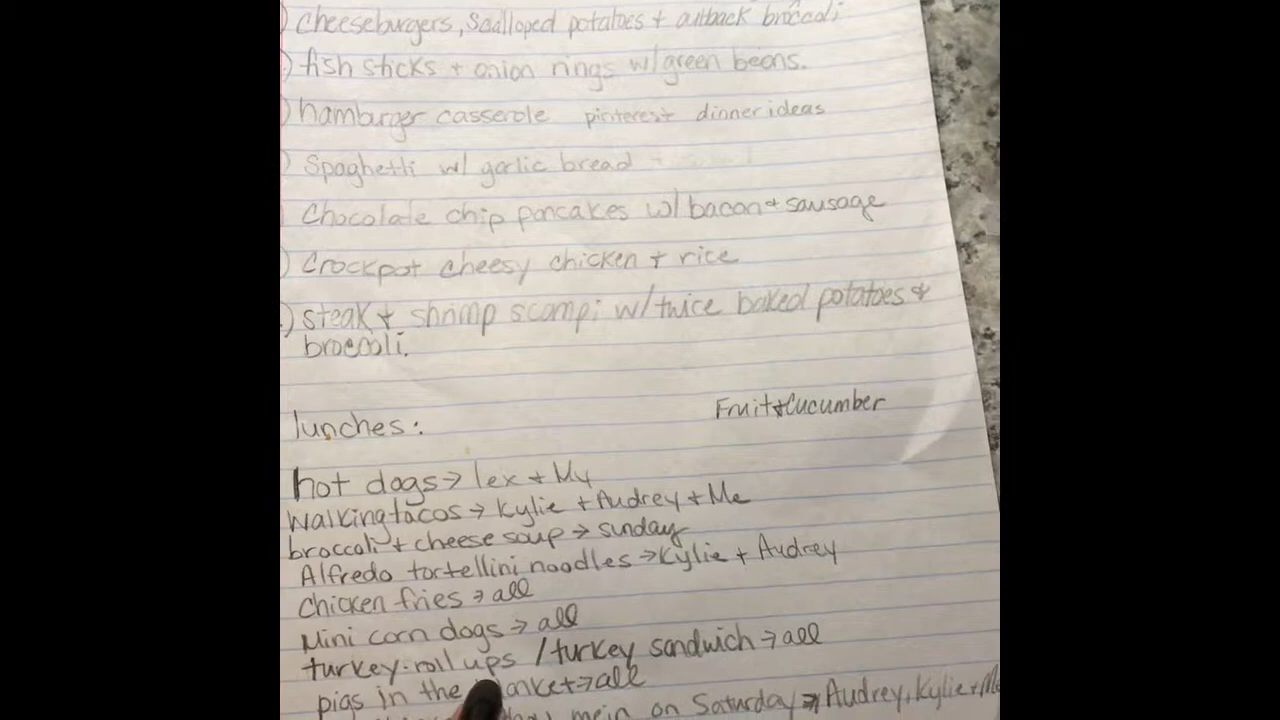 ) Cheeseburgers, Scalloped potatoes + outback broccoli
) fish sticks + onion rings w/green beans.
) hamburger casserole pinterest dinner ideas
) Spaghetti w/ garlic bread +
Chocolate chip pancakes w/ bacon + sausage
) Crockpot cheesy chicken + rice
.) steak + shrimp scampi w/ twice baked potatoes +
broccoli.
Fruit + Cucumber
lunches:
hot dogs → lex + My
Walking tacos → Kylie + Audrey + Me
broccoli + cheese soup → sunday
Alfredo tortellini noodles → Kylie + Audrey
Chicken fries → all
Mini corn dogs → all
turkey roll ups / turkey sandwich → all
pigs in the → all
mein on Saturday → Audrey, Kylie +